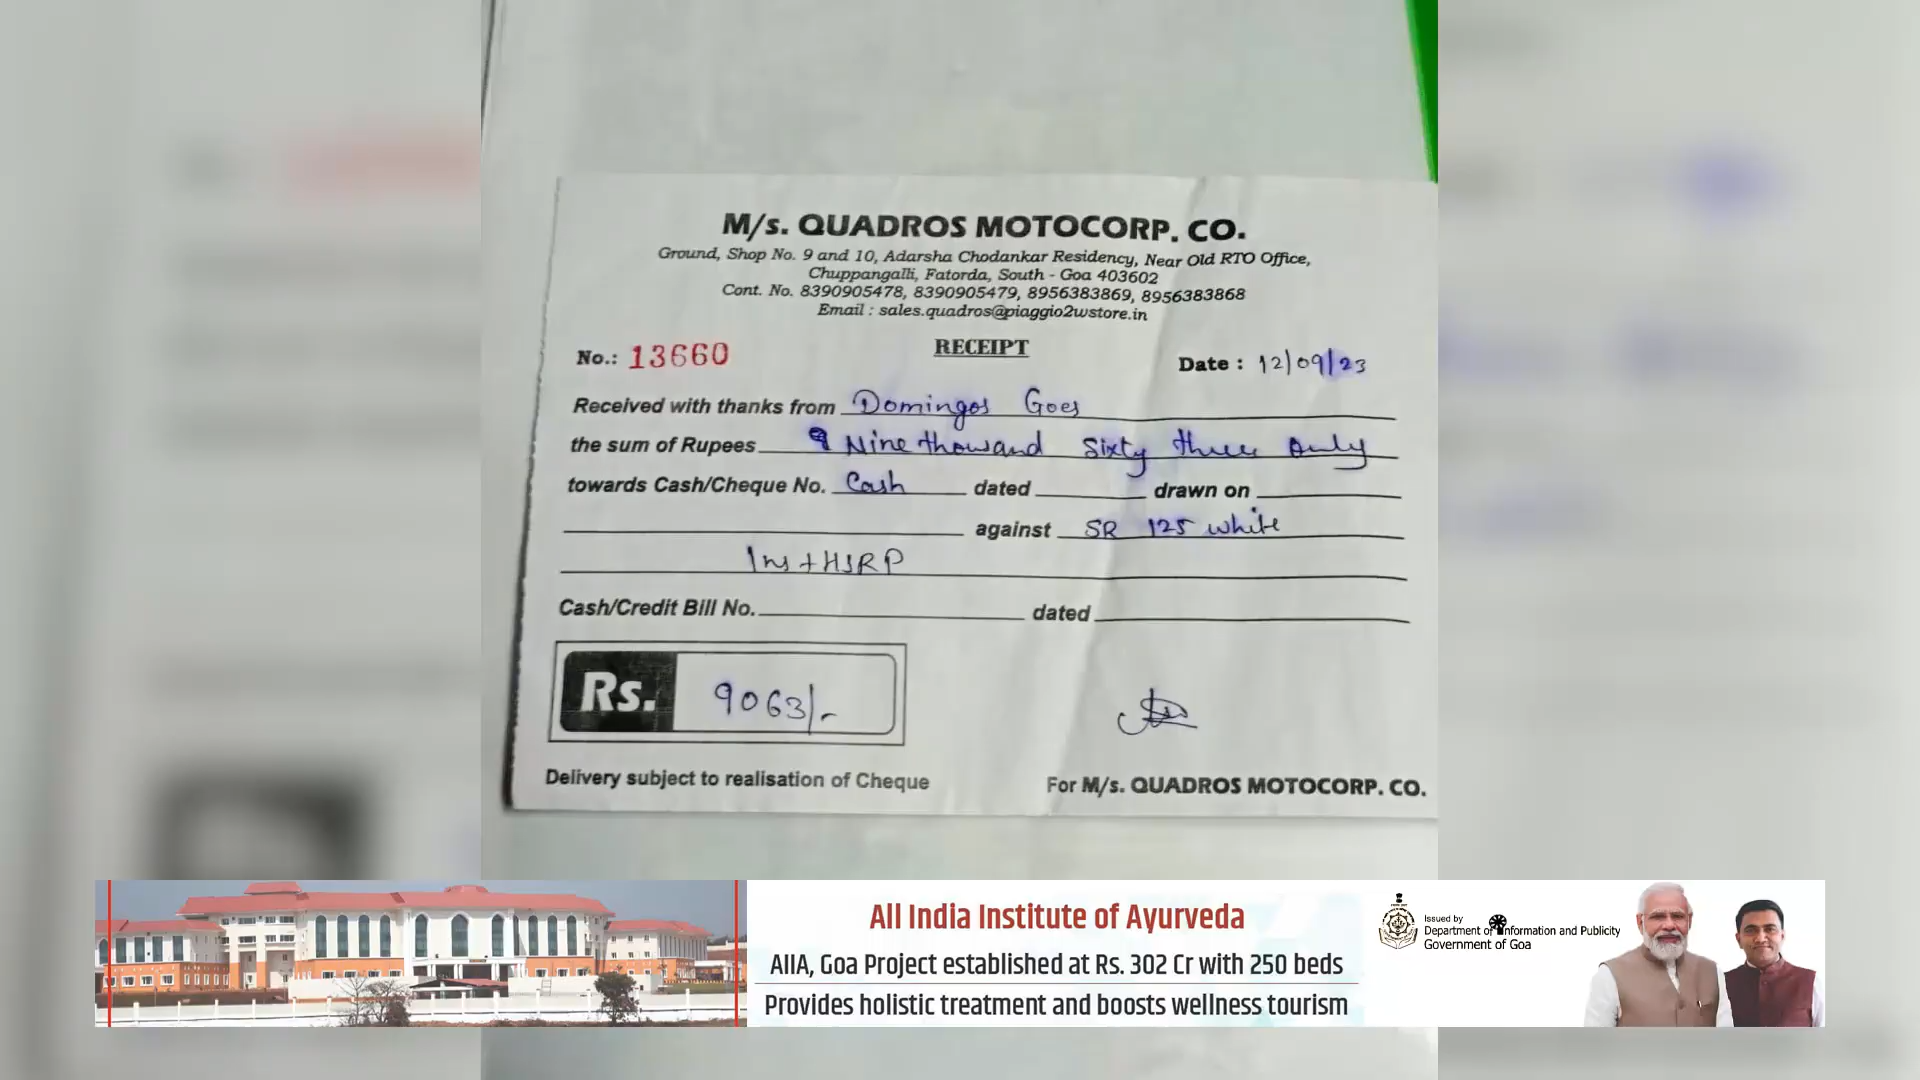 M/s. QUADROS MOTOCORP. CO.
Ground, Shop No. 9 and 10, Adarsha Chodankar Residency, Near Old RTO Office,
Chuppangalli, Fatorda, South - Goa 403602
Cont. No. 8390905478, 8390905479, 8956383869, 8956383868
Email : sales.quadros@piaggio2wstore.in
No.: 13660
RECEIPT
Date : 12/09/23
Received with thanks from Domingos Goes
the sum of Rupees Nine thousand Sixty three Only
towards Cash/Cheque No. Cash dated drawn on
against SR 125 white
Ins + HSRP
Cash/Credit Bill No. dated
Rs. 9063/-
Delivery subject to realisation of Cheque
For M/s. QUADROS MOTOCORP. CO.
All India Institute of Ayurveda
AIIA, Goa Project established at Rs. 302 Cr with 250 beds
Provides holistic treatment and boosts wellness tourism
Issued by
Department of Information and Publicity
Government of Goa